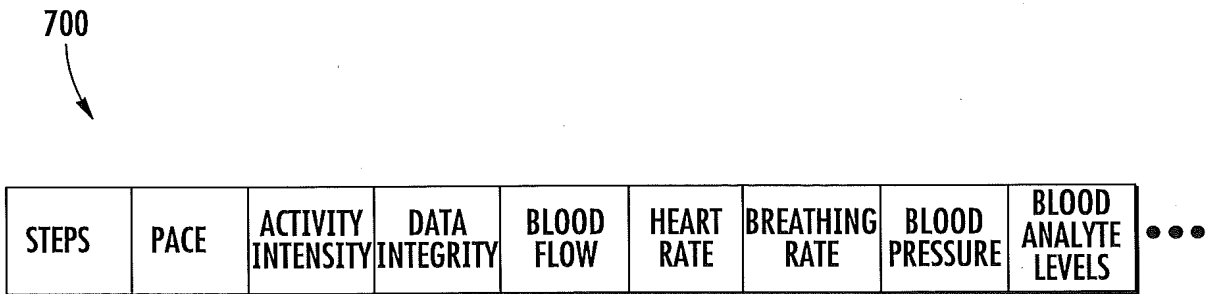 700
STEPS
PACE
ACTIVITY
INTENSITY
DATA
INTEGRITY
BLOOD
FLOW
HEART
RATE
BREATHING
RATE
BLOOD
PRESSURE
BLOOD
ANALYTE
LEVELS